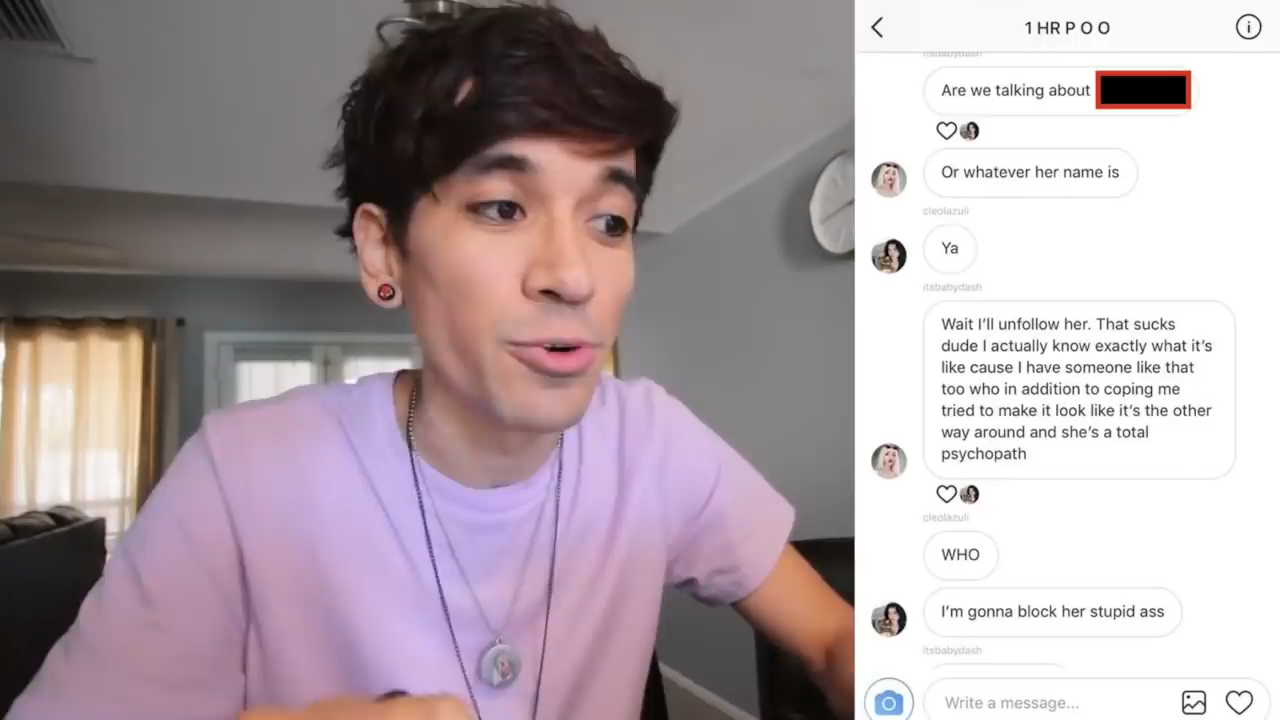 1 HR P O O
itsbabydash
Are we talking about
Or whatever her name is
cleolazuli
Ya
itsbabydash
Wait I'll unfollow her. That sucks
dude I actually know exactly what it's
like cause I have someone like that
too who in addition to coping me
tried to make it look like it's the other
way around and she's a total
psychopath
cleolazuli
WHO
I'm gonna block her stupid ass
itsbabydash
Write a message...